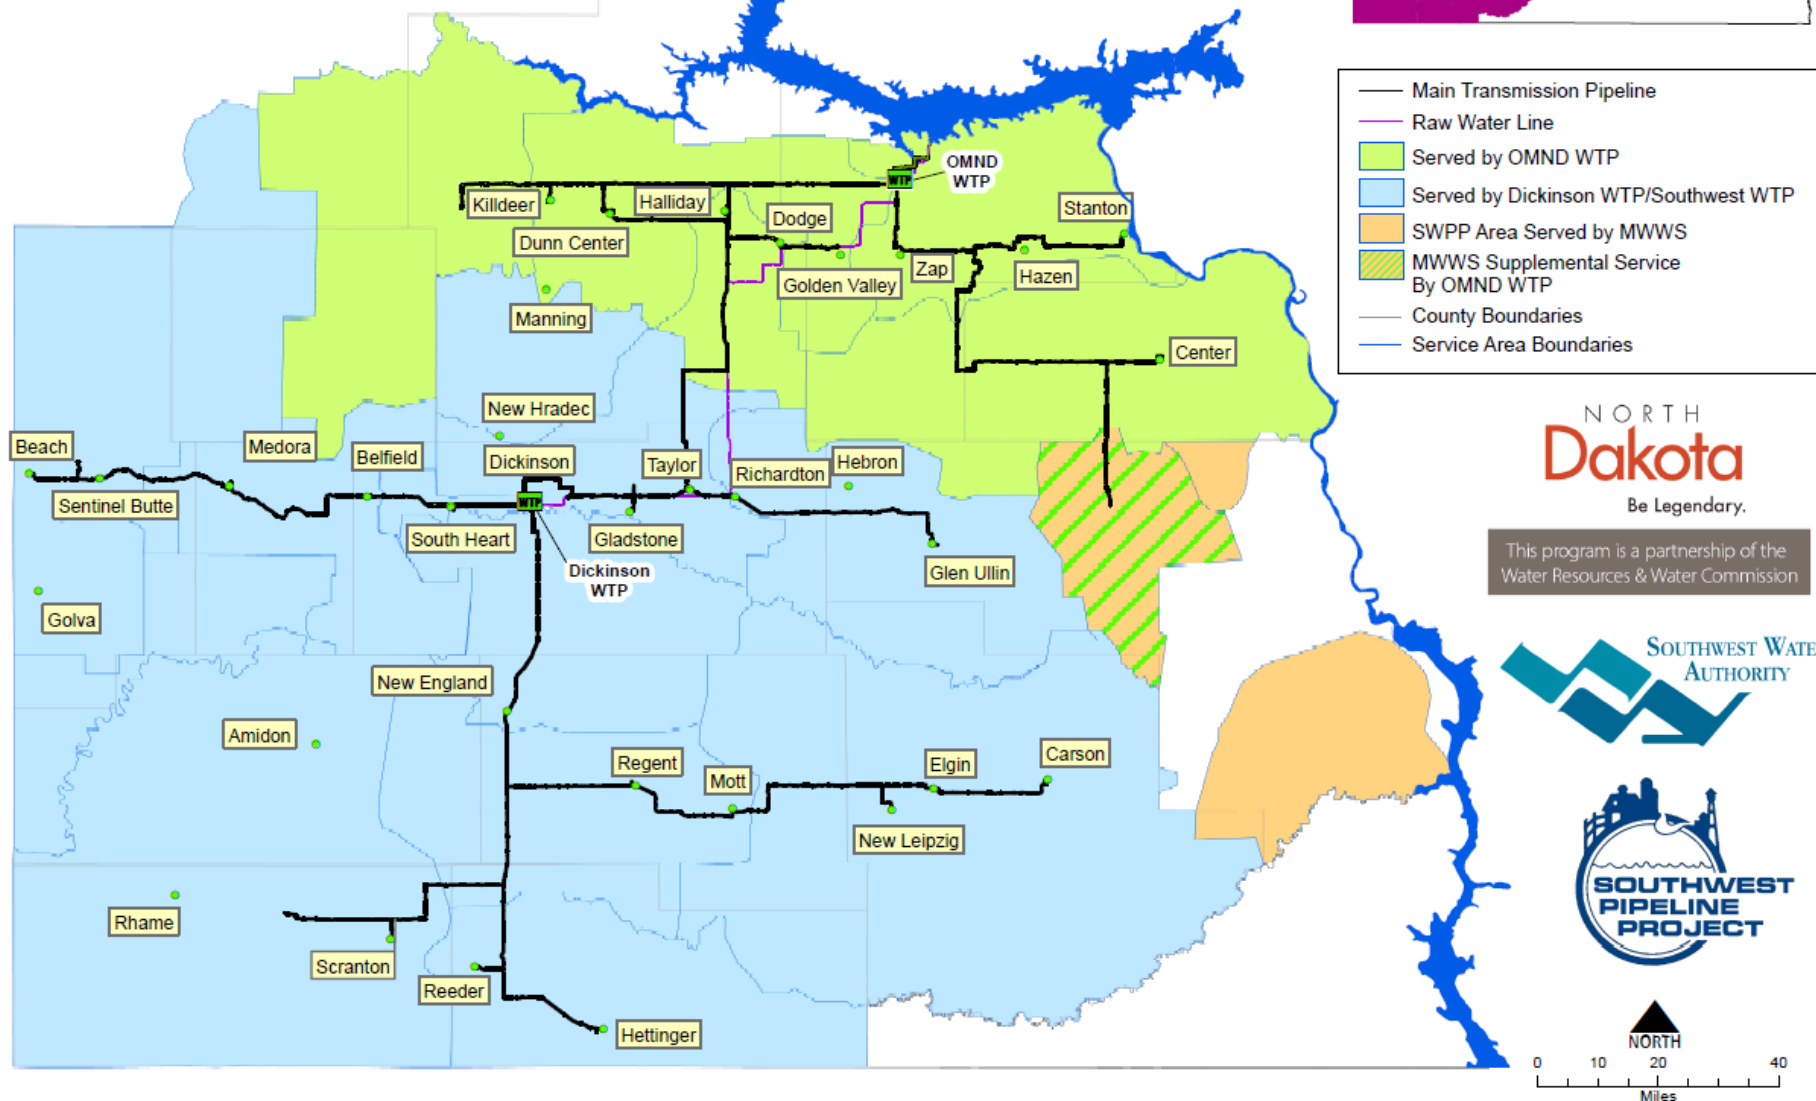 Main Transmission Pipeline
Raw Water Line
Served by OMND WTP
Served by Dickinson WTP/Southwest WTP
SWPP Area Served by MWWS
MWWS Supplemental Service
By OMND WTP
County Boundaries
Service Area Boundaries
OMND
WTP
WTP
Killdeer
Halliday
Dodge
Stanton
Dunn Center
Golden Valley
Zap
Hazen
Manning
Center
New Hradec
Beach
Medora
Belfield
Dickinson
Taylor
Richardton
Hebron
Sentinel Butte
WTP
South Heart
Gladstone
Glen Ullin
Dickinson
WTP
Golva
New England
Amidon
Regent
Mott
Elgin
Carson
New Leipzig
Rhame
Scranton
Reeder
Hettinger
NORTH
Dakota
Be Legendary.
This program is a partnership of the
Water Resources & Water Commission
SOUTHWEST WATE
AUTHORITY
SOUTHWEST
PIPELINE
PROJECT
NORTH
0 10 20 40
Miles